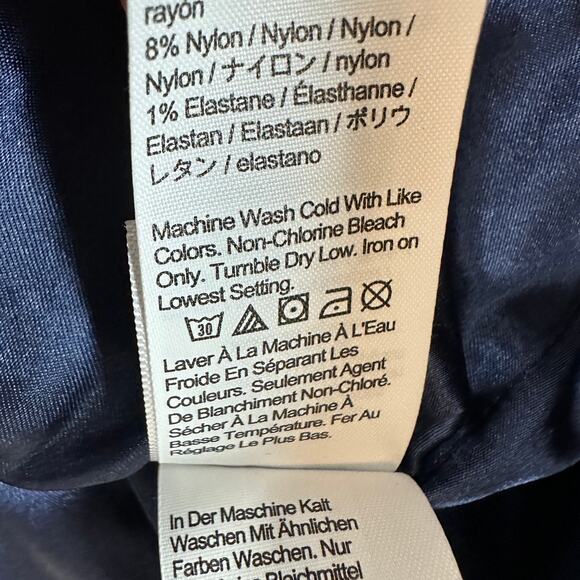 rayón
8% Nylon / Nylon / Nylon /
Nylon / ナイロン / nylon
1% Elastane / Élasthanne /
Elastan / Elastaan / ポリウ
レタン / elastano
Machine Wash Cold With Like
Colors. Non-Chlorine Bleach
Only. Tumble Dry Low. Iron on
Lowest Setting.
30
Laver À La Machine À L'Eau
Froide En Séparant Les
Couleurs. Seulement Agent
De Blanchiment Non-Chloré.
Sécher À La Machine À
Basse Température. Fer Au
Réglage Le Plus Bas.
In Der Maschine Kalt
Waschen Mit Ähnlichen
Farben Waschen. Nur
Bleichmittel